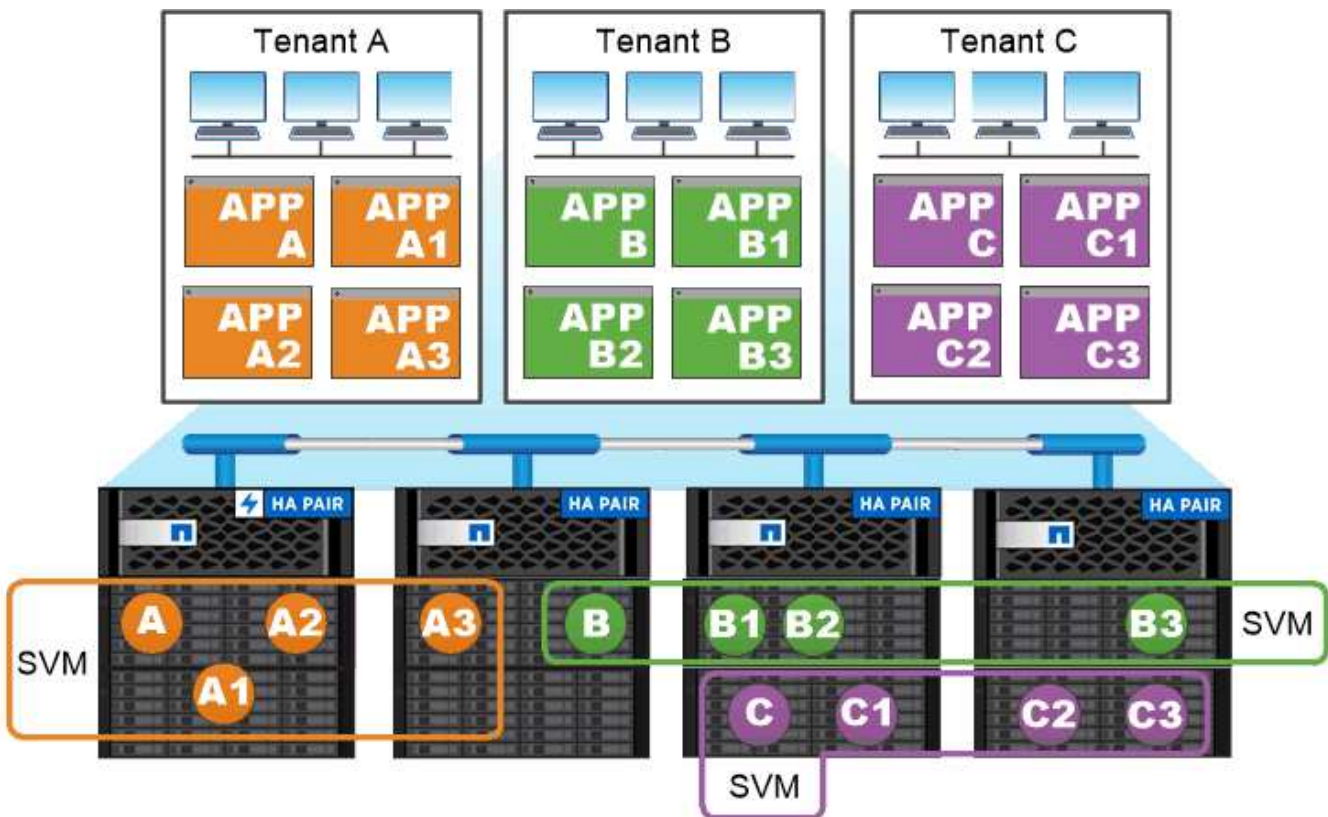 Tenant A
Tenant B
Tenant C
APP
A
APP
A1
APP
B
APP
B1
APP
C
APP
C1
APP
A2
APP
A3
APP
B2
APP
B3
APP
C2
APP
C3
HA PAIR
HA PAIR
HA PAIR
HA PAIR
SVM
A
A2
A3
B
B1
B2
B3
SVM
A1
C
C1
C2
C3
SVM